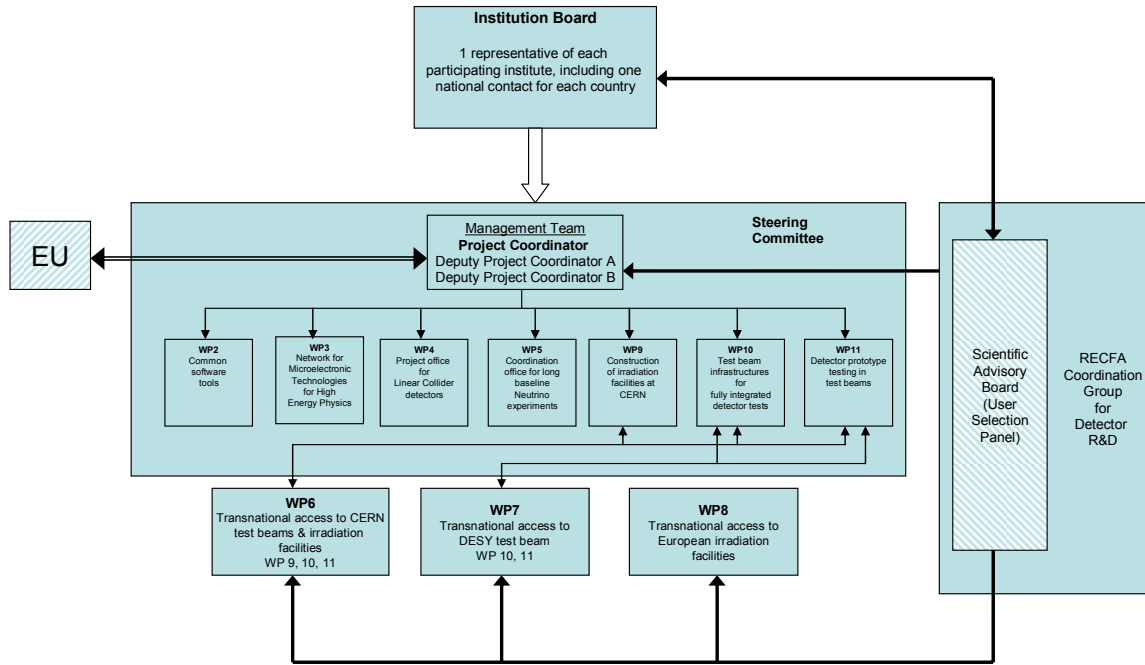 Institution Board
1 representative of each
participating institute, including one
national contact for each country
EU
Management Team
Project Coordinator
Deputy Project Coordinator A
Deputy Project Coordinator B
Steering
Committee
WP2
Common
software
tools
WP3
Network for
Microelectronic
Technologies
for High
Energy Physics
WP4
Project office
for
Linear Collider
detectors
WP5
Coordination
office for long
baseline
Neutrino
experiments
WP9
Construction
of irradiation
facilities at
CERN
WP10
Test beam
infrastructures
for
fully integrated
detector tests
WP11
Detector prototype
testing in
test beams
Scientific
Advisory
Board
(User
Selection
Panel)
RECFA
Coordination
Group
for
Detector
R&D
WP6
Transnational access to CERN
test beams & irradiation
facilities
WP 9, 10, 11
WP7
Transnational access to
DESY test beam
WP 10, 11
WP8
Transnational access to
European irradiation
facilities